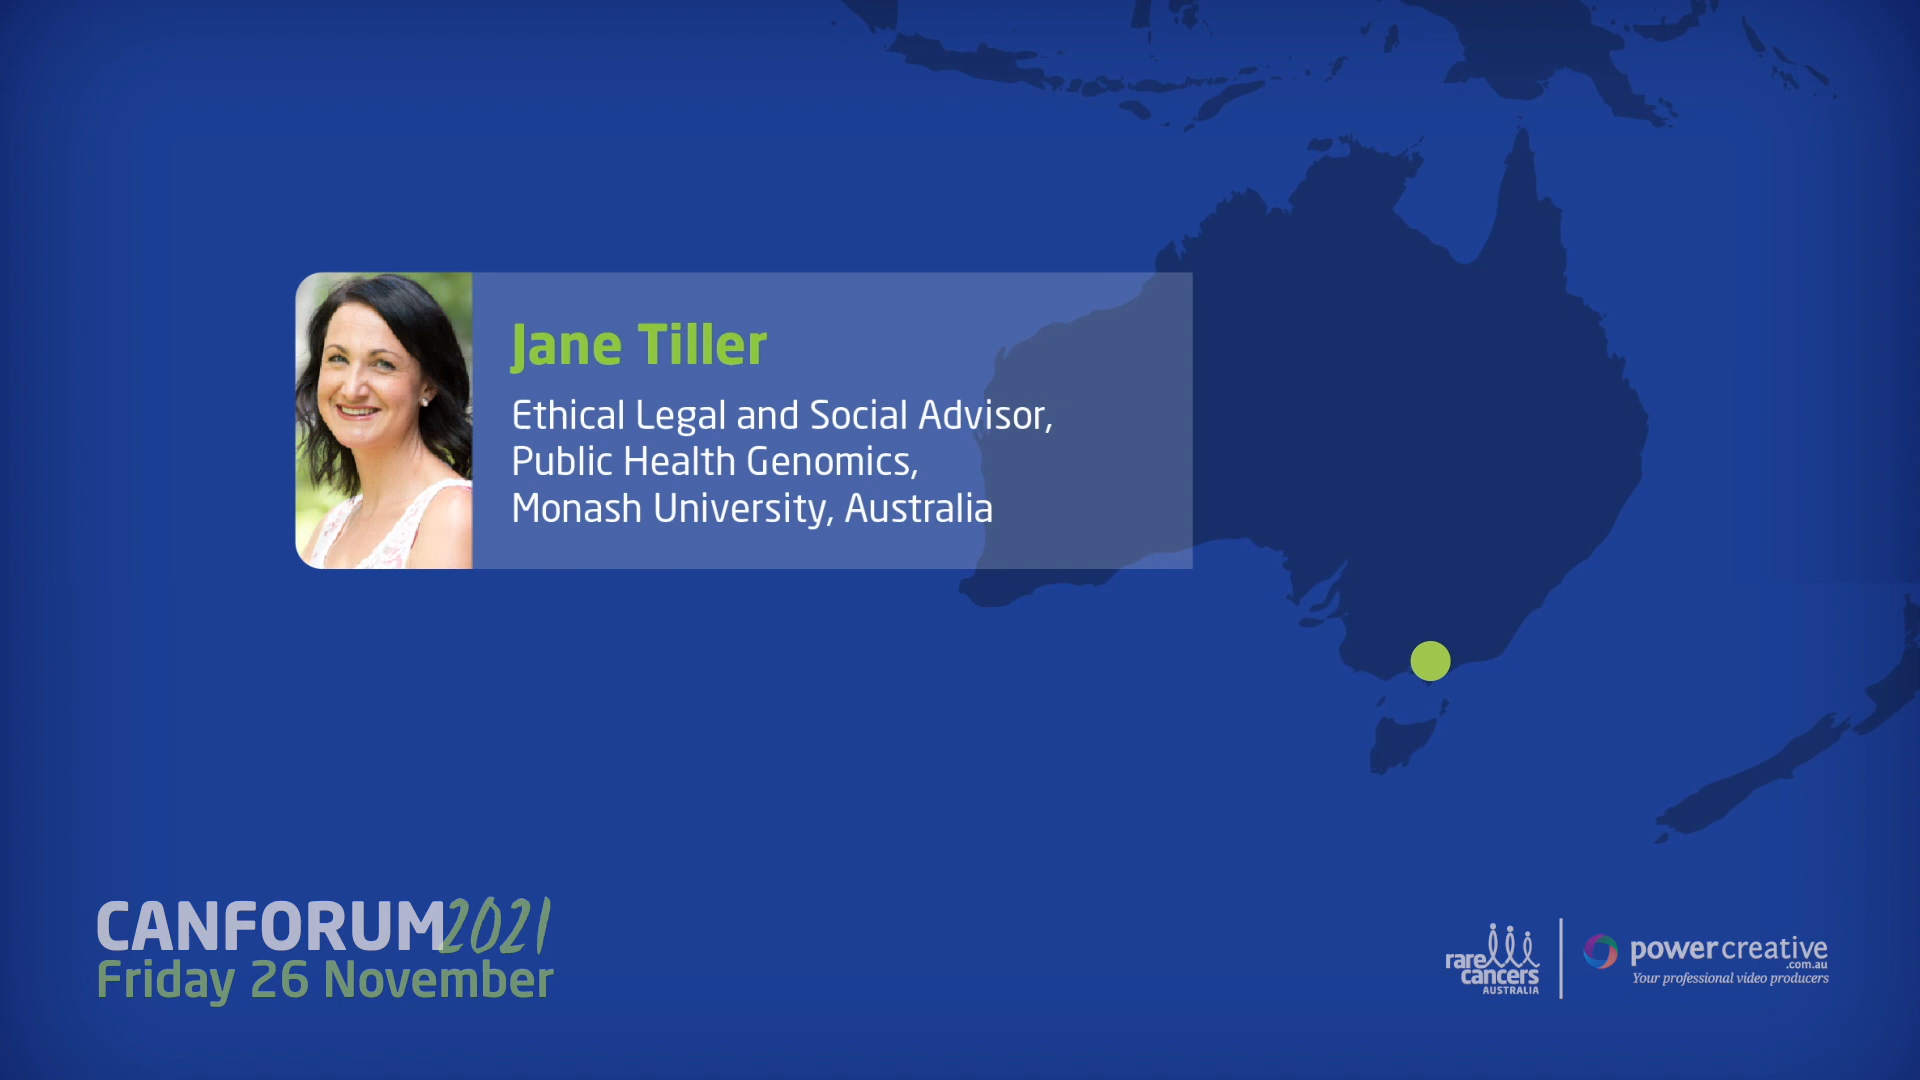 Jane Tiller
Ethical Legal and Social Advisor,
Public Health Genomics,
Monash University, Australia
CANFORUM2021
Friday 26 November
rare
cancers
AUSTRALIA
powercreative
.com.au
Your professional video producers